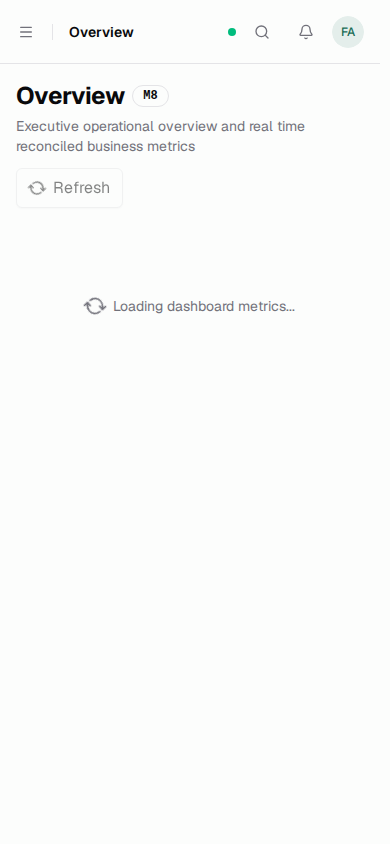 Overview
FA
Overview M8
Executive operational overview and real time
reconciled business metrics
Refresh
Loading dashboard metrics...